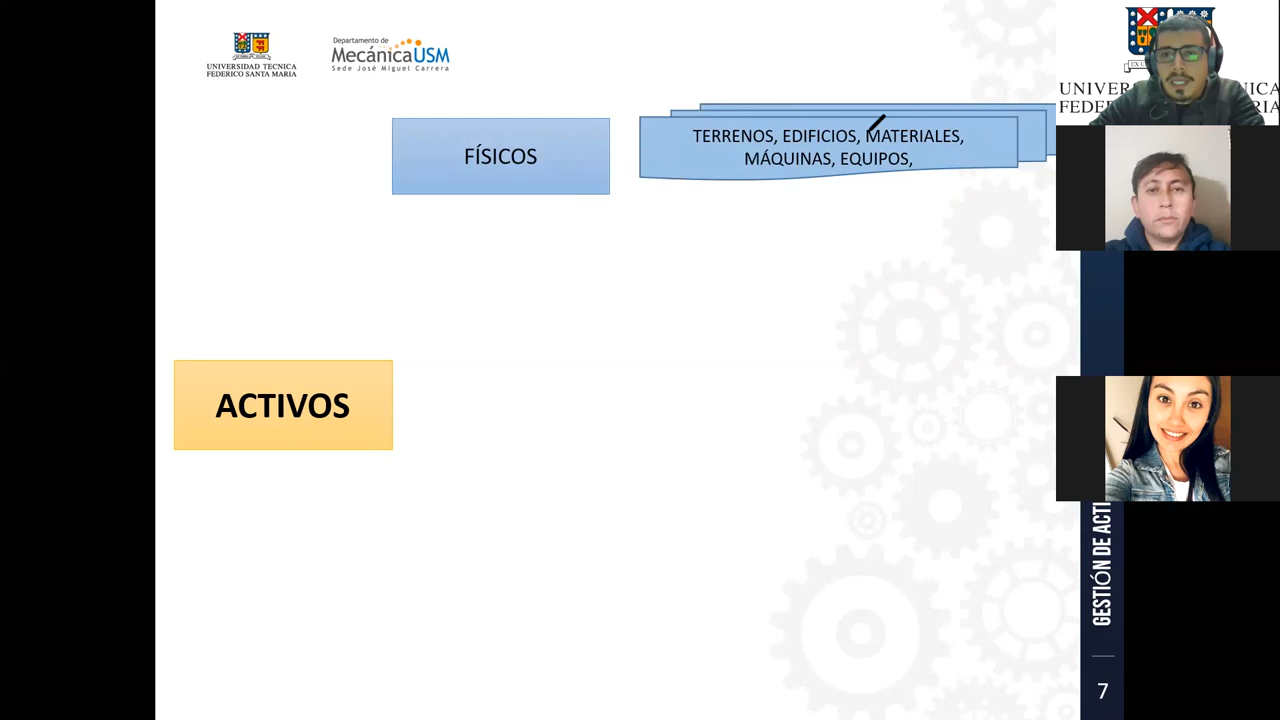 UNIVERSIDAD TECNICA
FEDERICO SANTA MARIA
Departamento de
MecánicaUSM
Sede José Miguel Carrera
FÍSICOS
TERRENOS, EDIFICIOS, MATERIALES,
MÁQUINAS, EQUIPOS,
ACTIVOS
GESTIÓN DE ACTI
7